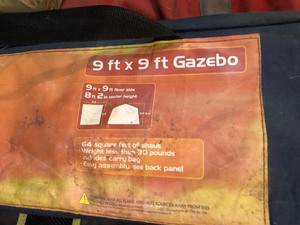 9 ft x 9 ft Gazebo
9 ft x 9 ft floor size
8 ft 2 in center height
64 square feet of shade
Weight less than 30 pounds
Includes carry bag
Easy assembly, see back panel